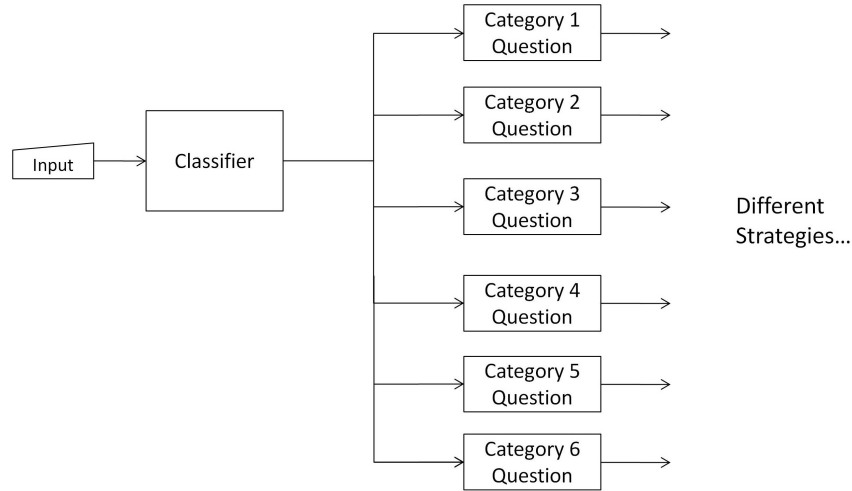 Input
Classifier
Category 1
Question
Category 2
Question
Category 3
Question
Category 4
Question
Category 5
Question
Category 6
Question
Different
Strategies...